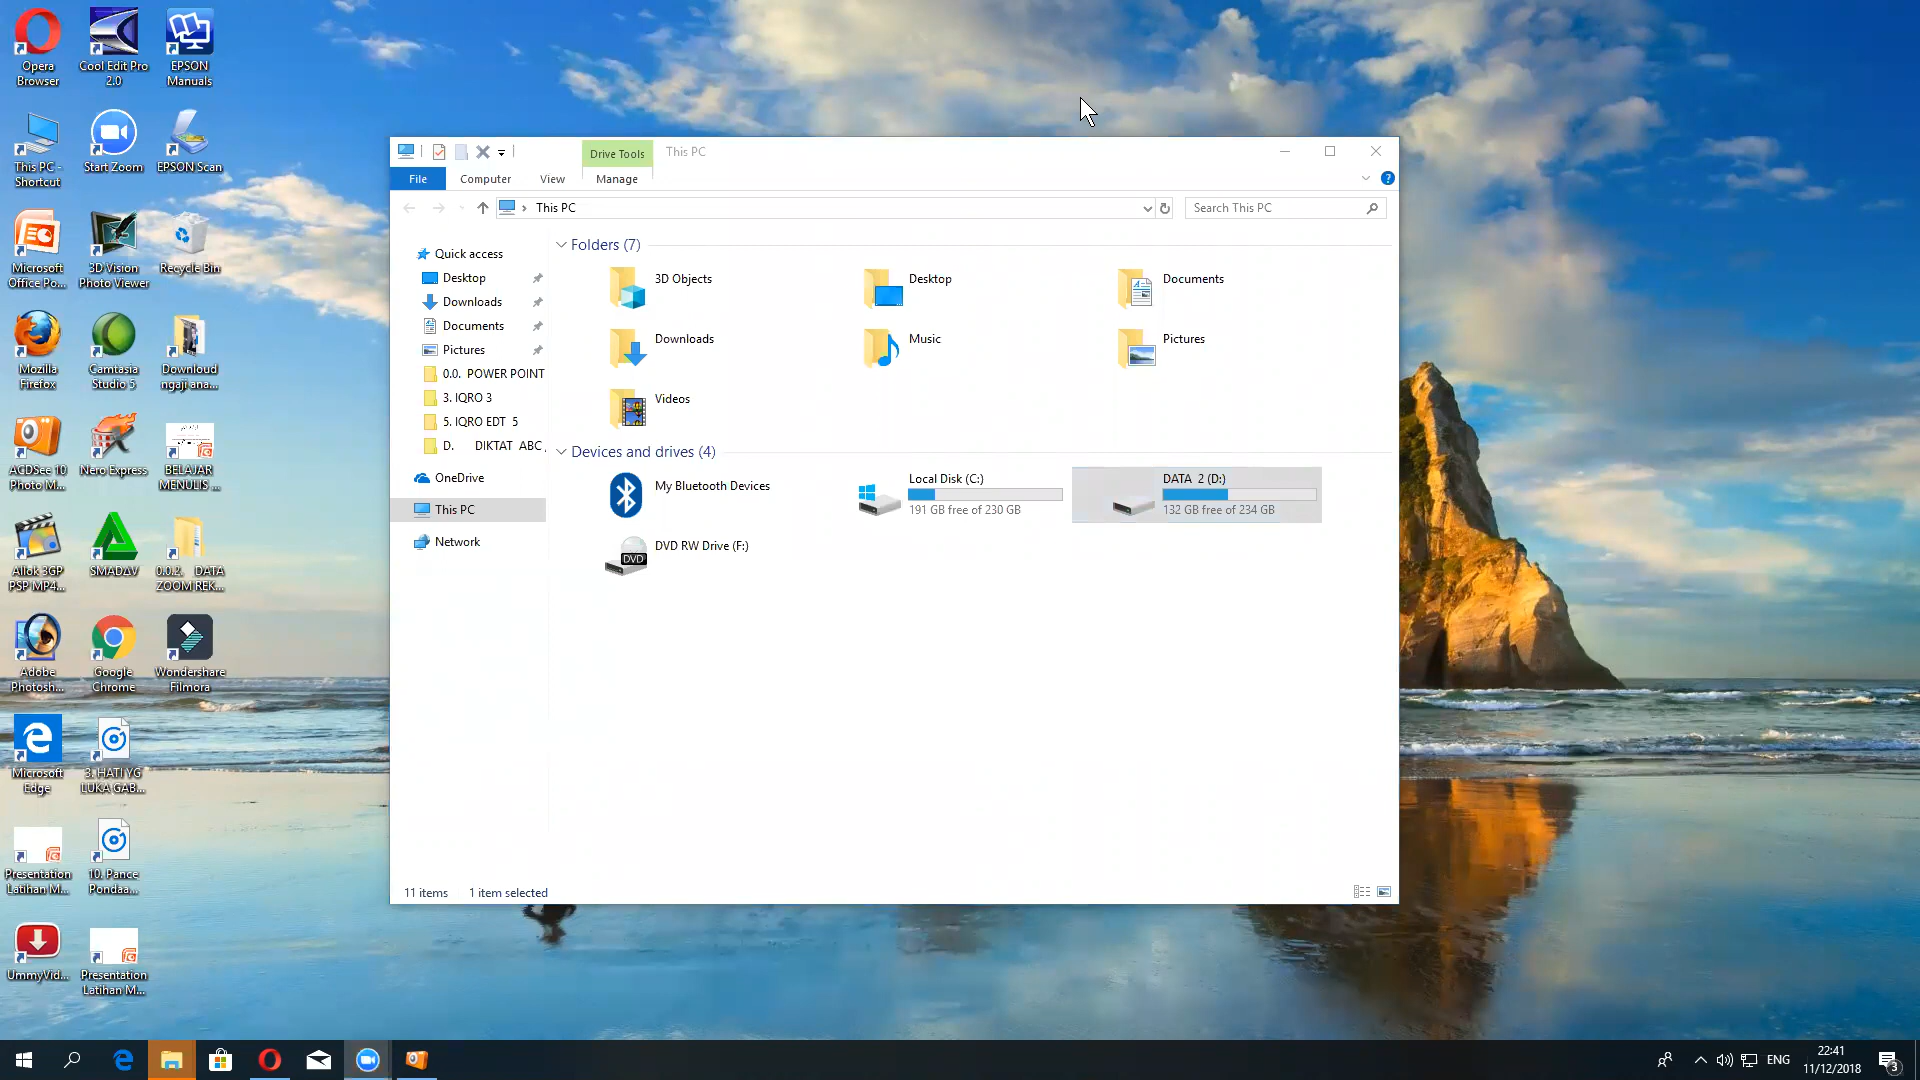 Opera
Browser
Cool Edit Pro
2.0
EPSON
Manuals
This PC -
Shortcut
Start Zoom
EPSON Scan
Microsoft
Office Po...
3D Vision
Photo Viewer
Recycle Bin
Mozilla
Firefox
Camtasia
Studio 5
Downloud
ngaji ana...
ACDSee 10
Photo M...
Nero Express
BELAJAR
MENULIS ...
Allok 3GP
PSP MP4...
SMADΔV
0.0.2. DATA
ZOOM REK...
Adobe
Photosh...
Google
Chrome
Wondershare
Filmora
Microsoft
Edge
3. HATI YG
LUKA GAB...
Presentation
Latihan M...
10. Pance
Pondaa...
UmmyVid...
Presentation
Latihan M...
Drive Tools
This PC
File
Computer
View
Manage
This PC
Search This PC
Quick access
Desktop
Downloads
Documents
Pictures
0.0. POWER POINT
3. IQRO 3
5. IQRO EDT 5
D. DIKTAT ABC
OneDrive
This PC
Network
Folders (7)
3D Objects
Desktop
Documents
Downloads
Music
Pictures
Videos
Devices and drives (4)
My Bluetooth Devices
Local Disk (C:)
191 GB free of 230 GB
DATA 2 (D:)
132 GB free of 234 GB
DVD
DVD RW Drive (F:)
11 items
1 item selected
ENG
22:41
11/12/2018
3